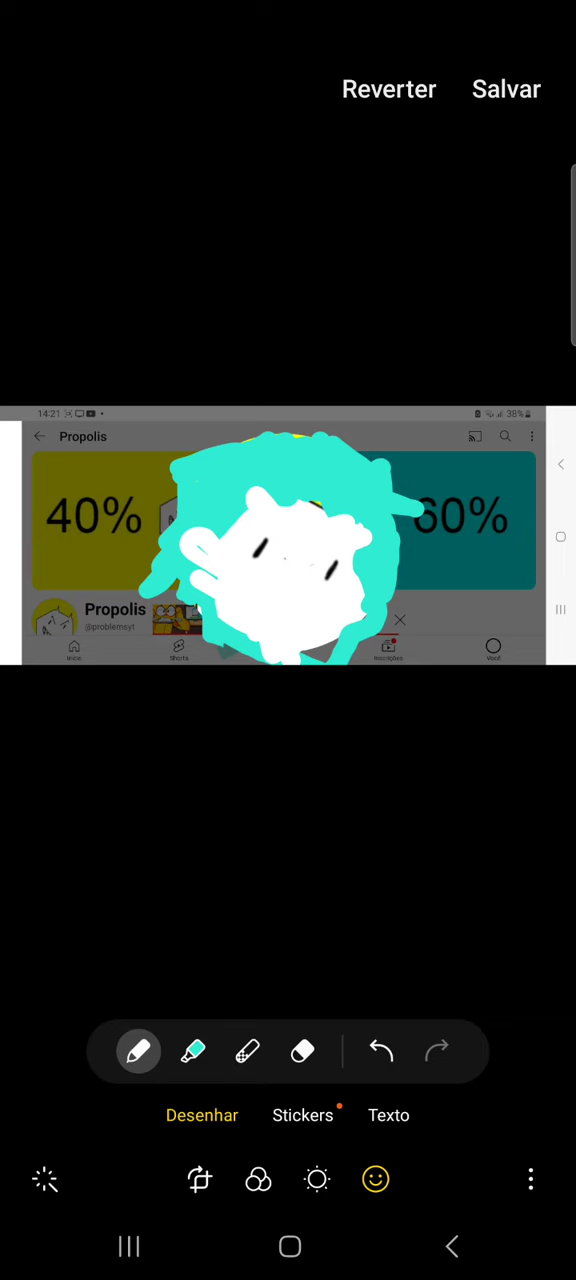 Reverter Salvar
14:21 38%
Propolis
40% 60%
Propolis
@problemsyt
Início Shorts Inscrições Você
Desenhar Stickers Texto